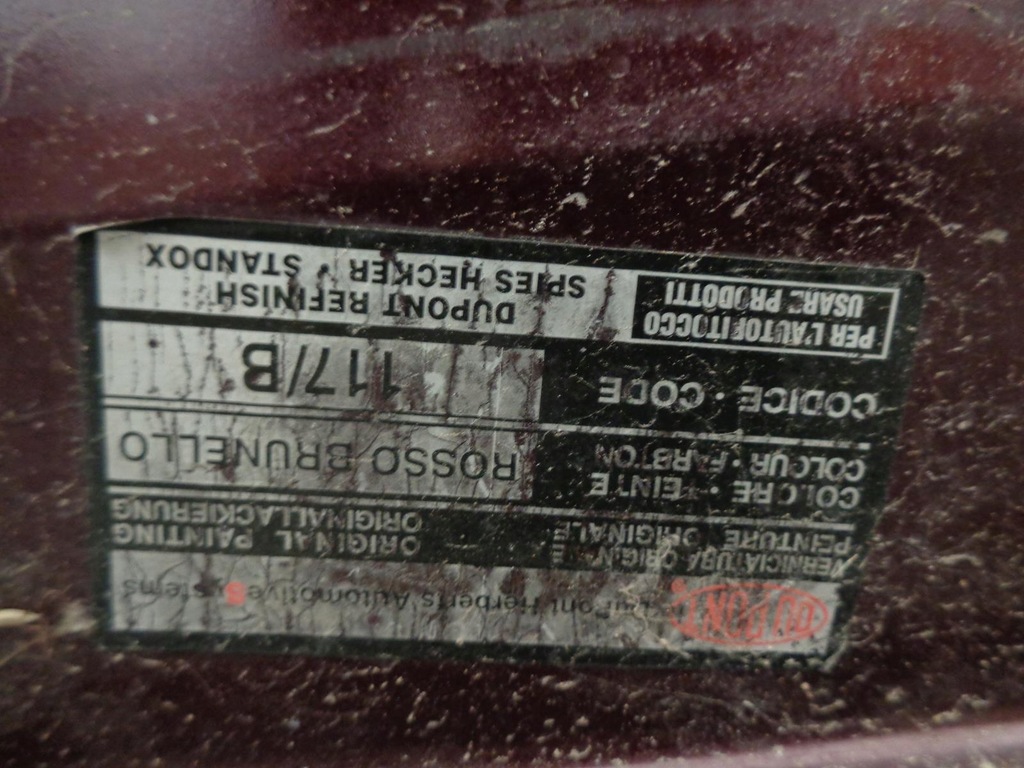 DUPONT DuPont Herberts Automotive Systems
VERNICIATURA ORIGINALE ORIGINAL PAINTING
PEINTURE ORIGINALE ORIGINALLACKIERUNG
COLORE • TEINTE ROSSO BRUNELLO
COLOUR • FARBTON
CODICE • CODE 117/B
PER L'AUTORITOCCO DUPONT REFINISH
USARE PRODOTTI SPIES HECKER • STANDOX